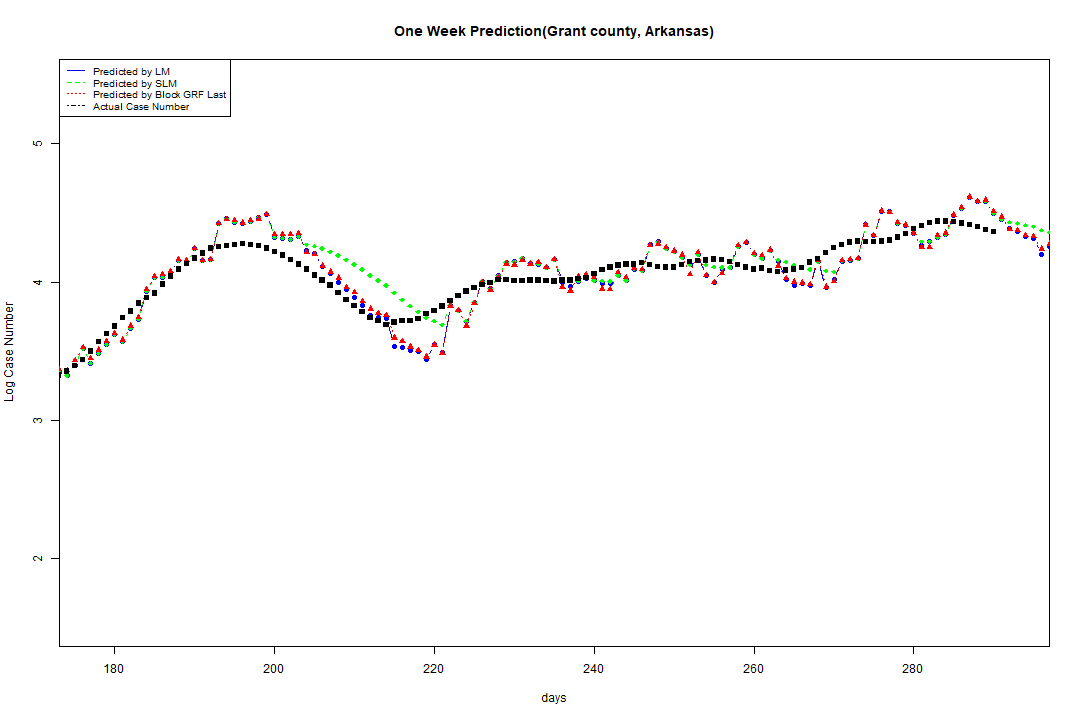 One Week Prediction(Grant county, Arkansas)
Predicted by LM
Predicted by SLM
Predicted by Block GRF Last
Actual Case Number
5
4
3
2
Log Case Number
180 200 220 240 260 280
days